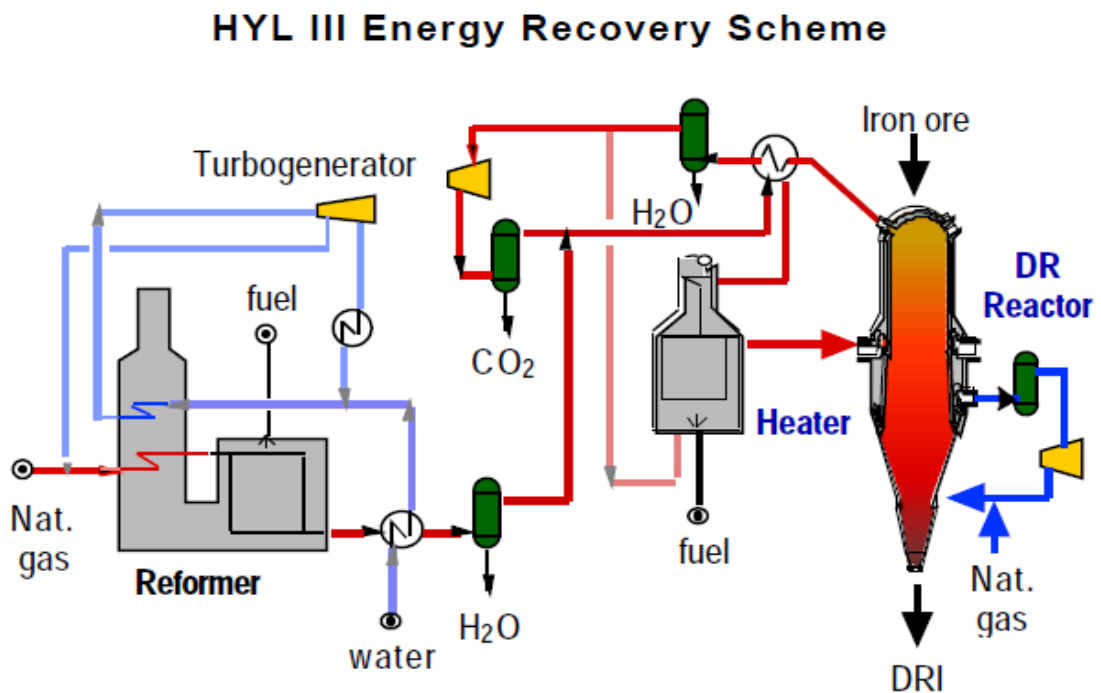 HYL III Energy Recovery Scheme
Iron ore
Turbogenerator
H₂O
DR
Reactor
fuel
CO₂
Heater
Nat.
gas
Reformer
fuel
Nat.
gas
H₂O
water
DRI